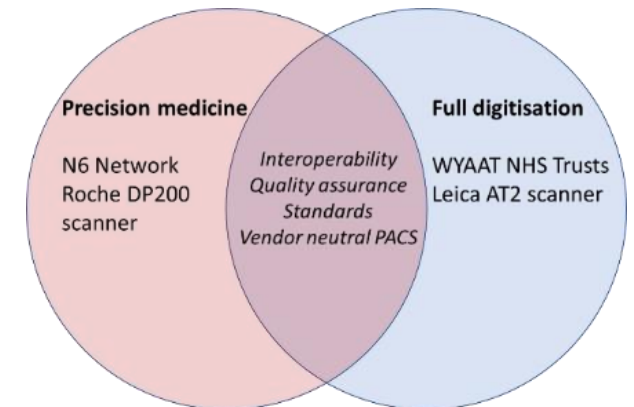 Precision medicine
N6 Network
Roche DP200
scanner
Interoperability
Quality assurance
Standards
Vendor neutral PACS
Full digitisation
WYAAT NHS Trusts
Leica AT2 scanner